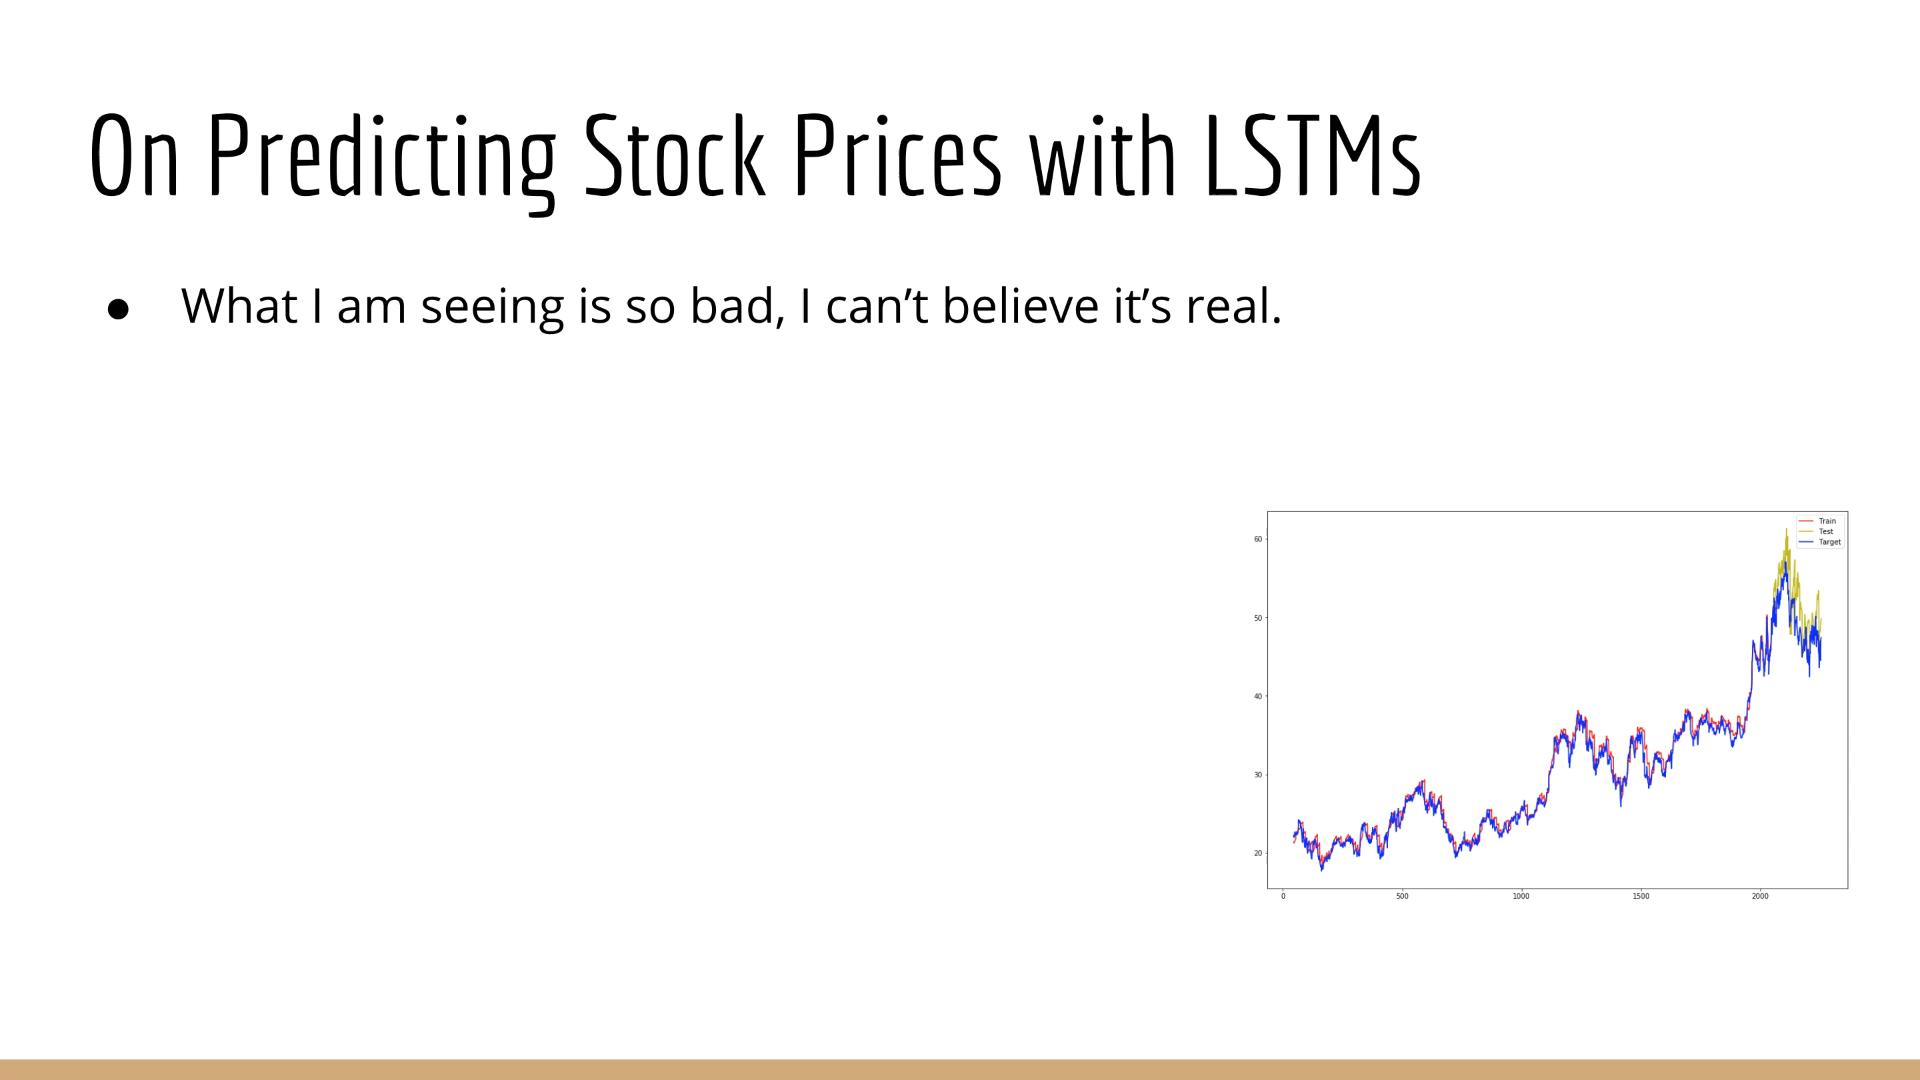 On Predicting Stock Prices with LSTMs
● What I am seeing is so bad, I can’t believe it’s real.
Train
Test
Target
60
50
40
30
20
0 500 1000 1500 2000